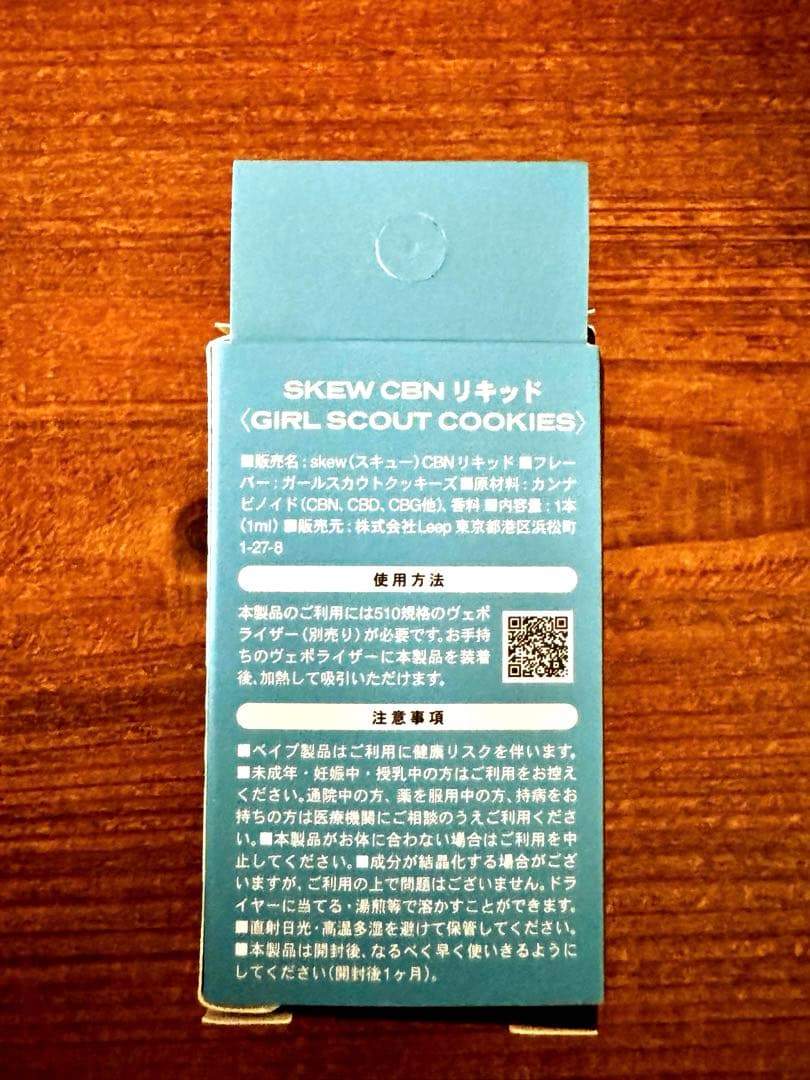 SKEW CBN リキッド
〈GIRL SCOUT COOKIES〉
■販売名：skew（スキュー）CBNリキッド ■フレー
バー：ガールスカウトクッキーズ ■原材料：カンナ
ビノイド（CBN、CBD、CBG他）、香料 ■内容量：1本
（1ml） ■販売元：株式会社Leep 東京都港区浜松町
1-27-8
使用方法
本製品のご利用には510規格のヴェポ
ライザー（別売り）が必要です。お手持
ちのヴェポライザーに本製品を装着
後、加熱して吸引いただけます。
注意事項
■ベイプ製品はご利用に健康リスクを伴います。
■未成年・妊娠中・授乳中の方はご利用をお控え
ください。通院中の方、薬を服用中の方、持病をお
持ちの方は医療機関にご相談のうえご利用くださ
い。■本製品がお体に合わない場合はご利用を中
止してください。■成分が結晶化する場合がござ
いますが、ご利用の上で問題はございません。ドラ
イヤーに当てる・湯煎等で溶かすことができます。
■直射日光・高温多湿を避けて保管してください。
■本製品は開封後、なるべく早く使いきるように
してください（開封後1ヶ月）。